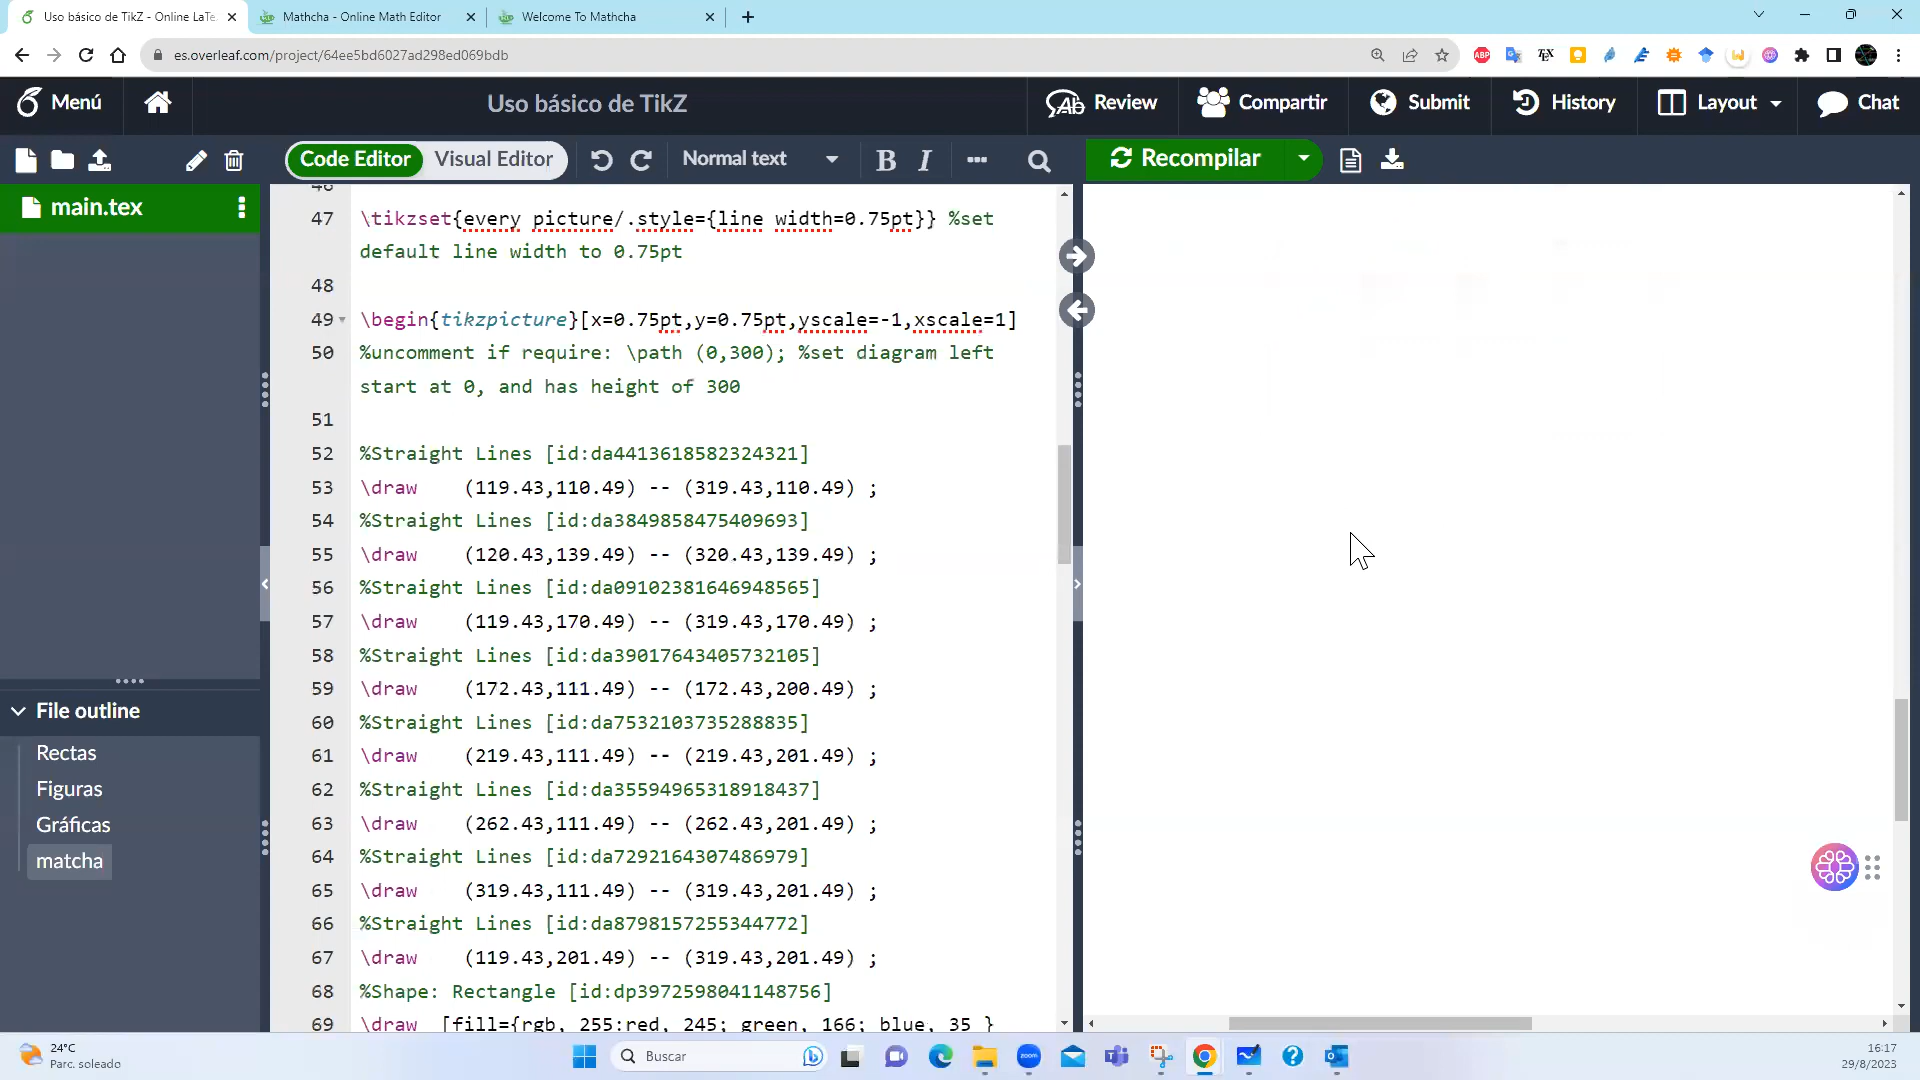 Uso básico de TikZ - Online LaTe
Mathcha - Online Math Editor
Welcome To Mathcha
es.overleaf.com/project/64ee5bd6027ad298ed069bdb
ABP
TEX
Menú
Uso básico de TikZ
Review
Compartir
Submit
History
Layout
Chat
Code Editor
Visual Editor
Normal text
B
I
Recompilar
main.tex
46
47 \tikzset{every picture/.style={line width=0.75pt}} %set
default line width to 0.75pt
48
49 \begin{tikzpicture}[x=0.75pt,y=0.75pt,yscale=-1,xscale=1]
50 %uncomment if require: \path (0,300); %set diagram left
start at 0, and has height of 300
51
52 %Straight Lines [id:da4413618582324321]
53 \draw    (119.43,110.49) -- (319.43,110.49) ;
54 %Straight Lines [id:da3849858475409693]
55 \draw    (120.43,139.49) -- (320.43,139.49) ;
56 %Straight Lines [id:da09102381646948565]
57 \draw    (119.43,170.49) -- (319.43,170.49) ;
58 %Straight Lines [id:da39017643405732105]
59 \draw    (172.43,111.49) -- (172.43,200.49) ;
60 %Straight Lines [id:da7532103735288835]
61 \draw    (219.43,111.49) -- (219.43,201.49) ;
62 %Straight Lines [id:da35594965318918437]
63 \draw    (262.43,111.49) -- (262.43,201.49) ;
64 %Straight Lines [id:da7292164307486979]
65 \draw    (319.43,111.49) -- (319.43,201.49) ;
66 %Straight Lines [id:da8798157255344772]
67 \draw    (119.43,201.49) -- (319.43,201.49) ;
68 %Shape: Rectangle [id:dp3972598041148756]
69 \draw  [fill={rgb, 255:red, 245; green, 166; blue, 35 }
File outline
Rectas
Figuras
Gráficas
matcha
24°C
Parc. soleado
Buscar
zoom
16:17
29/8/2023